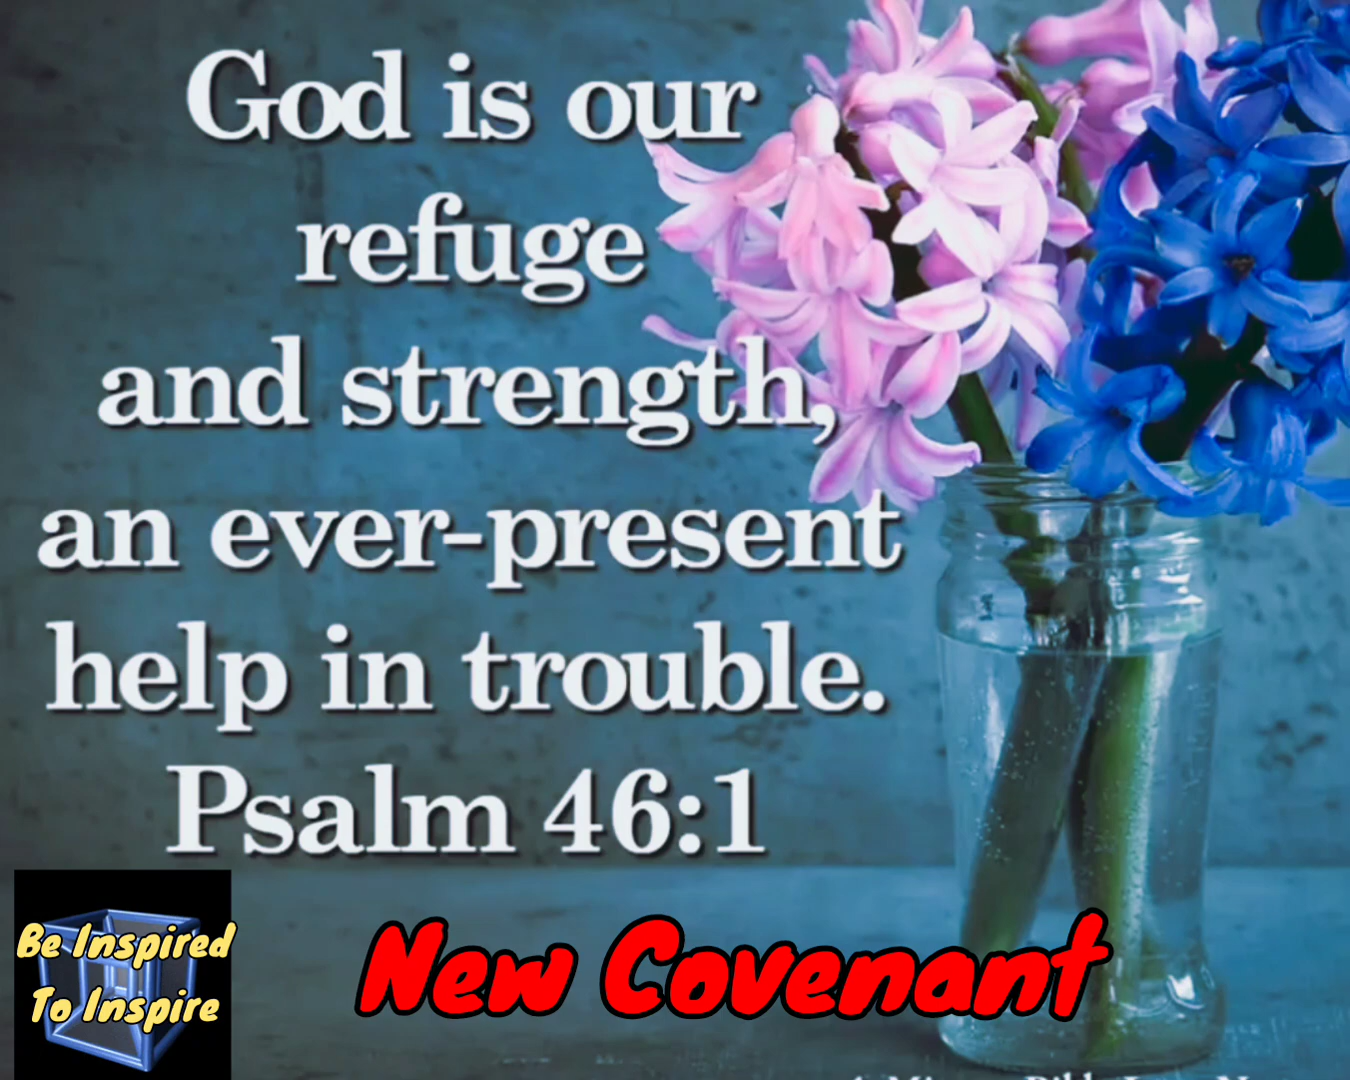 God is our
refuge
and strength,
an ever-present
help in trouble.
Psalm 46:1
Be Inspired
To Inspire
New Covenant